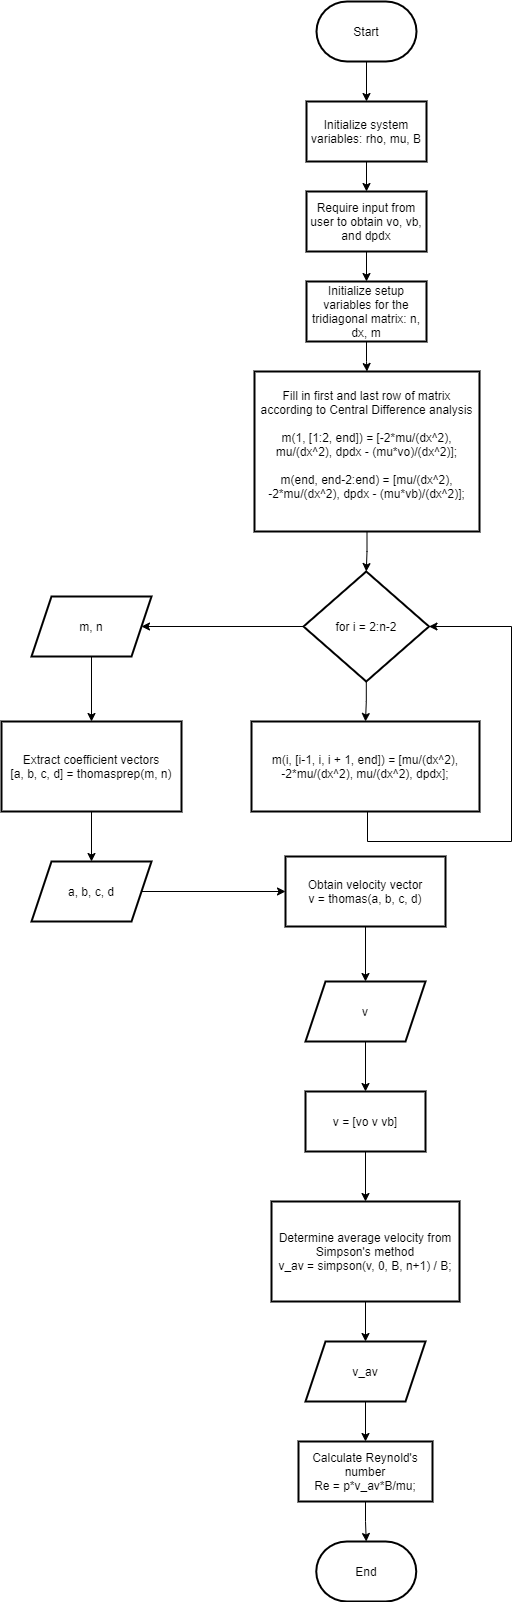 Start
Initialize system
variables: rho, mu, B
Require input from
user to obtain vo, vb,
and dpdx
Initialize setup
variables for the
tridiagonal matrix: n,
dx, m
Fill in first and last row of matrix
according to Central Difference analysis
m(1, [1:2, end]) = [-2*mu/(dx^2),
mu/(dx^2), dpdx - (mu*vo)/(dx^2)];
m(end, end-2:end) = [mu/(dx^2),
-2*mu/(dx^2), dpdx - (mu*vb)/(dx^2)];
for i = 2:n-2
m, n
m(i, [i-1, i, i + 1, end]) = [mu/(dx^2),
-2*mu/(dx^2), mu/(dx^2), dpdx];
Extract coefficient vectors
[a, b, c, d] = thomasprep(m, n)
a, b, c, d
Obtain velocity vector
v = thomas(a, b, c, d)
v
v = [vo v vb]
Determine average velocity from
Simpson's method
v_av = simpson(v, 0, B, n+1) / B;
v_av
Calculate Reynold's
number
Re = p*v_av*B/mu;
End